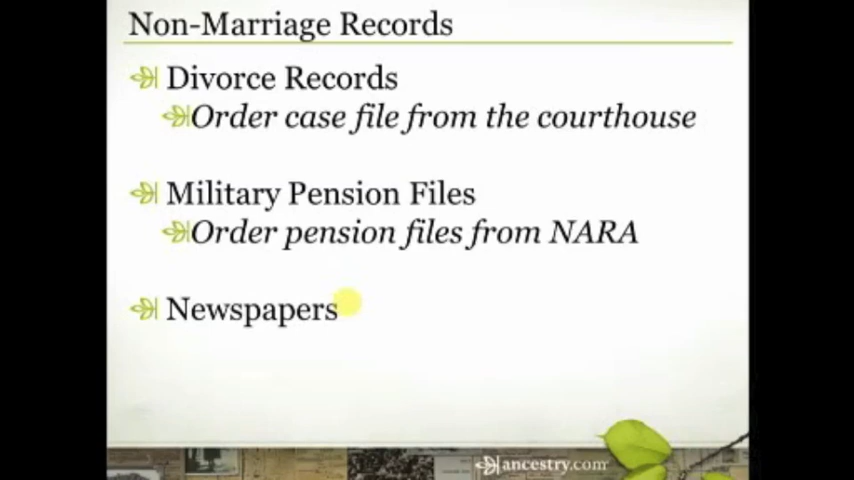 Non-Marriage Records
Divorce Records
Order case file from the courthouse
Military Pension Files
Order pension files from NARA
Newspapers
ancestry.com